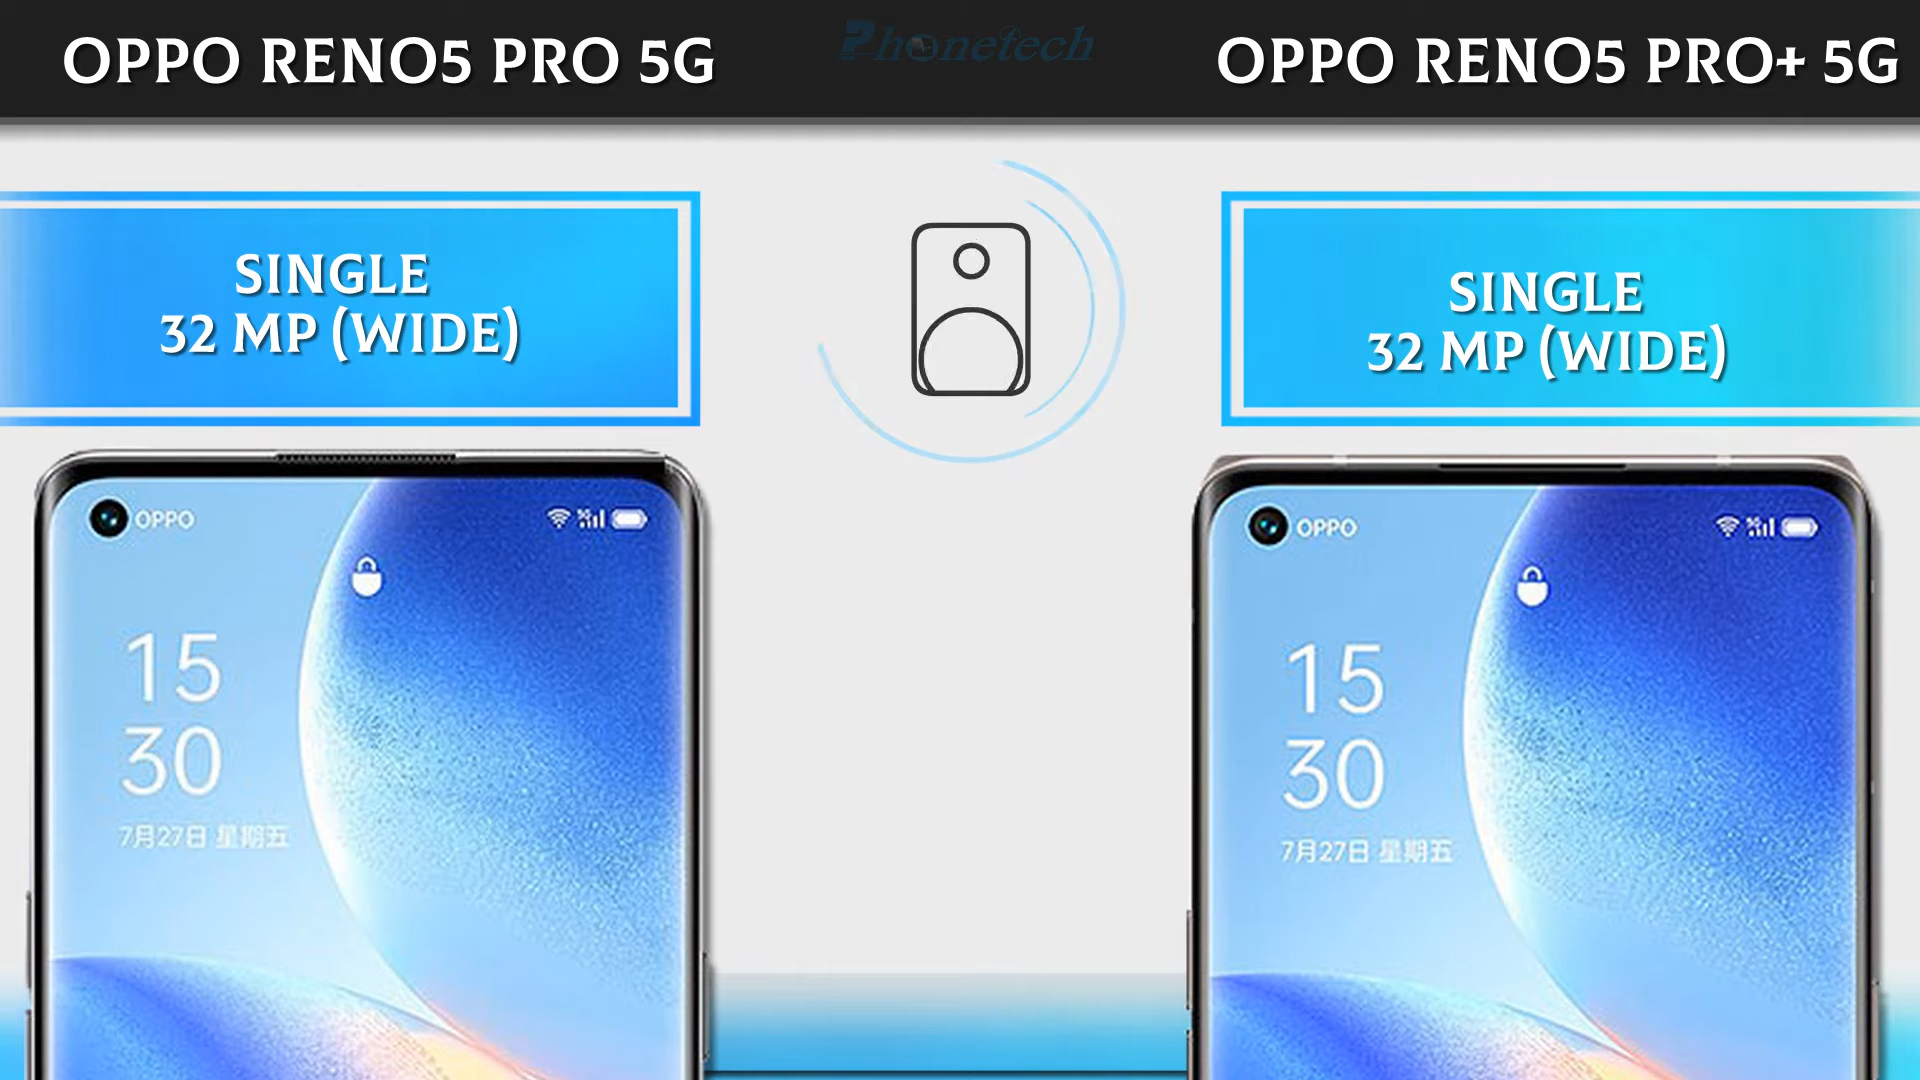 OPPO RENO5 PRO 5G
Phonetech
OPPO RENO5 PRO+ 5G
SINGLE
32 MP (WIDE)
SINGLE
32 MP (WIDE)
OPPO
5G
15
30
7月27日 星期五
OPPO
5G
15
30
7月27日 星期五